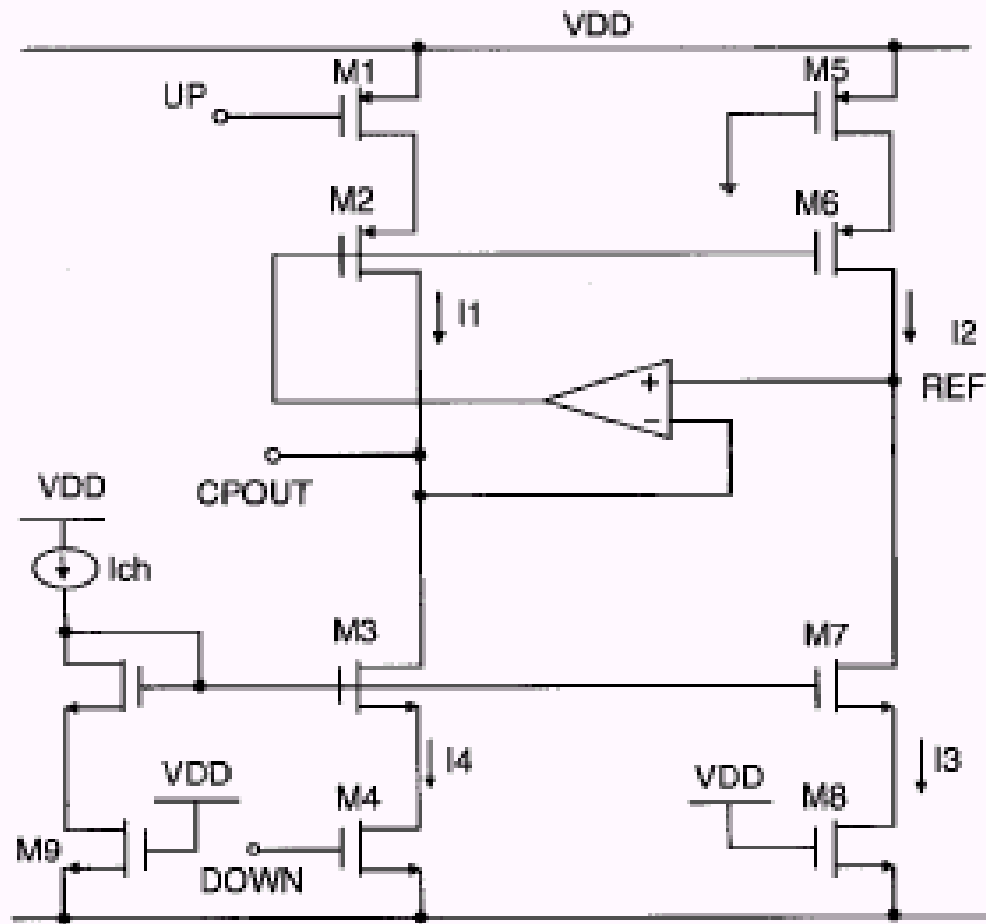 VDD
M1
M5
UP
M2
M6
I1
I2
+
REF
−
CPOUT
VDD
Ich
M3
M7
I4
I3
VDD
VDD
M4
M8
M9
DOWN